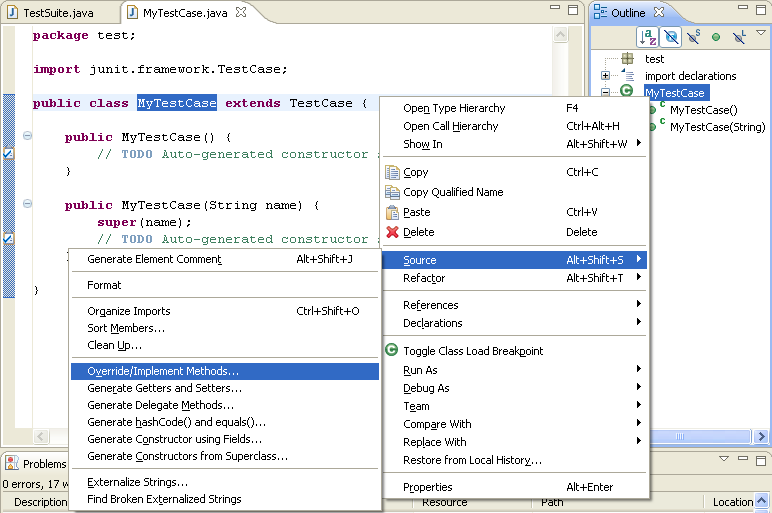 TestSuite.java
MyTestCase.java
package test;
import junit.framework.TestCase;
public class MyTestCase extends TestCase {
public MyTestCase() {
// TODO Auto-generated constructor
}
public MyTestCase(String name) {
super(name);
// TODO Auto-generated constructor
}
}
Outline
test
import declarations
MyTestCase
MyTestCase()
MyTestCase(String)
Open Type Hierarchy F4
Open Call Hierarchy Ctrl+Alt+H
Show In Alt+Shift+W
Copy Ctrl+C
Copy Qualified Name
Paste Ctrl+V
Delete Delete
Source Alt+Shift+S
Refactor Alt+Shift+T
References
Declarations
Toggle Class Load Breakpoint
Run As
Debug As
Team
Compare With
Replace With
Restore from Local History...
Properties Alt+Enter
Generate Element Comment Alt+Shift+J
Format
Organize Imports Ctrl+Shift+O
Sort Members...
Clean Up...
Override/Implement Methods...
Generate Getters and Setters...
Generate Delegate Methods...
Generate hashCode() and equals()...
Generate Constructor using Fields...
Generate Constructors from Superclass...
Externalize Strings...
Find Broken Externalized Strings
Problems
0 errors, 17 w
Description Resource Path Location